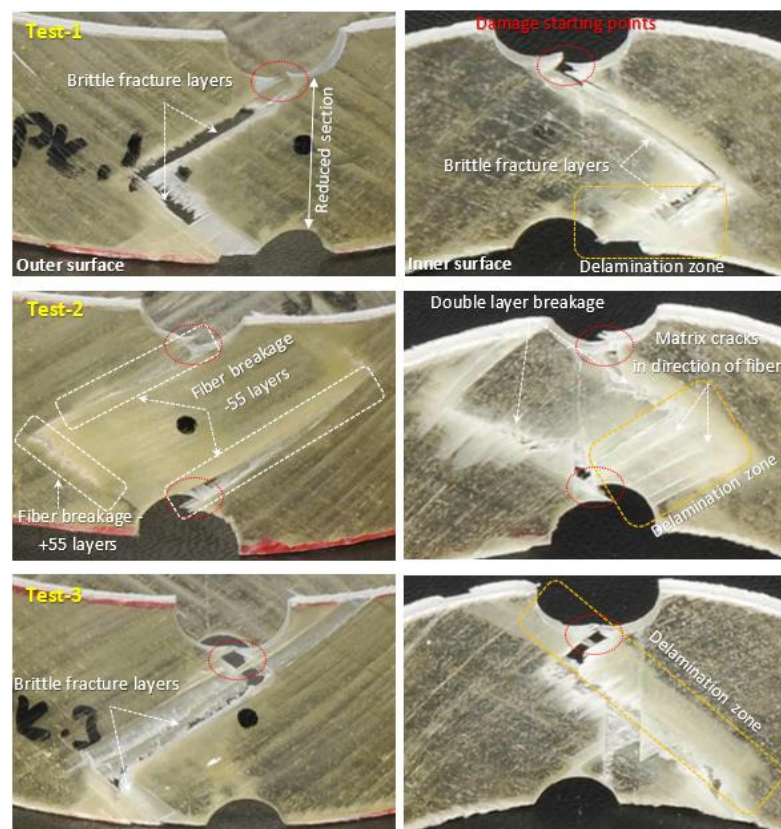 Test-1
Brittle fracture layers
Reduced section
Outer surface
Damage starting points
Brittle fracture layers
Inner surface
Delamination zone
Test-2
Fiber breakage
-55 layers
Fiber breakage -
+55 layers
Double layer breakage
Matrix cracks
in direction of fiber
Delamination zone
Test-3
Brittle fracture layers
Delamination zone